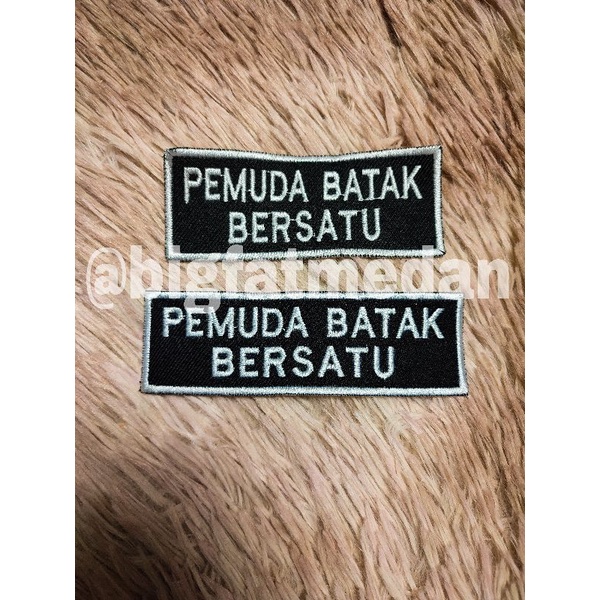 PEMUDA BATAK
BERSATU
@bigfatmedan
PEMUDA BATAK
BERSATU